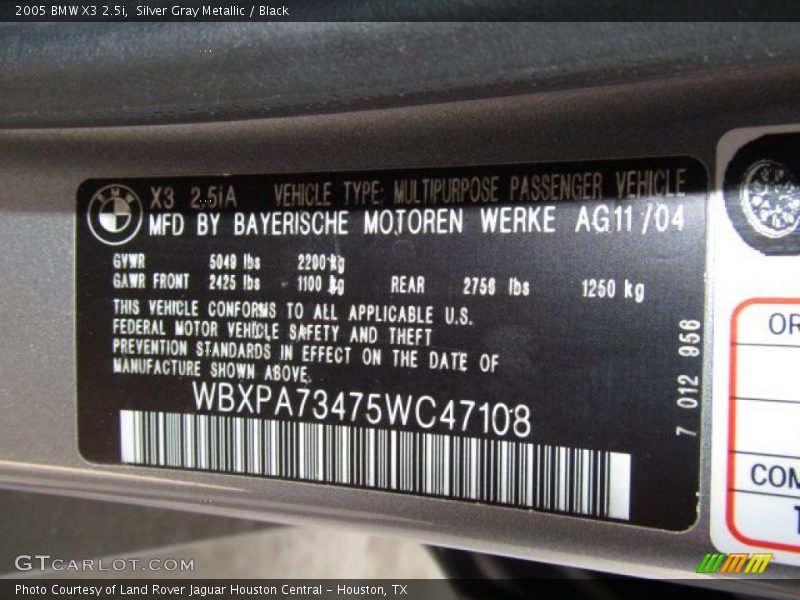 2005 BMW X3 2.5i,  Silver Gray Metallic / Black
X3 2.5iA VEHICLE TYPE: MULTIPURPOSE PASSENGER VEHICLE
MFD BY BAYERISCHE MOTOREN WERKE AG 11/04
GVWR 5049 lbs 2290 kg
GAWR FRONT 2425 lbs 1100 kg REAR 2756 lbs 1250 kg
THIS VEHICLE CONFORMS TO ALL APPLICABLE U.S.
FEDERAL MOTOR VEHICLE SAFETY AND THEFT
PREVENTION STANDARDS IN EFFECT ON THE DATE OF
MANUFACTURE SHOWN ABOVE.
WBXPA73475WC47108
7 012 956
OR
COM
GTCARLOT.COM
Photo Courtesy of Land Rover Jaguar Houston Central - Houston, TX